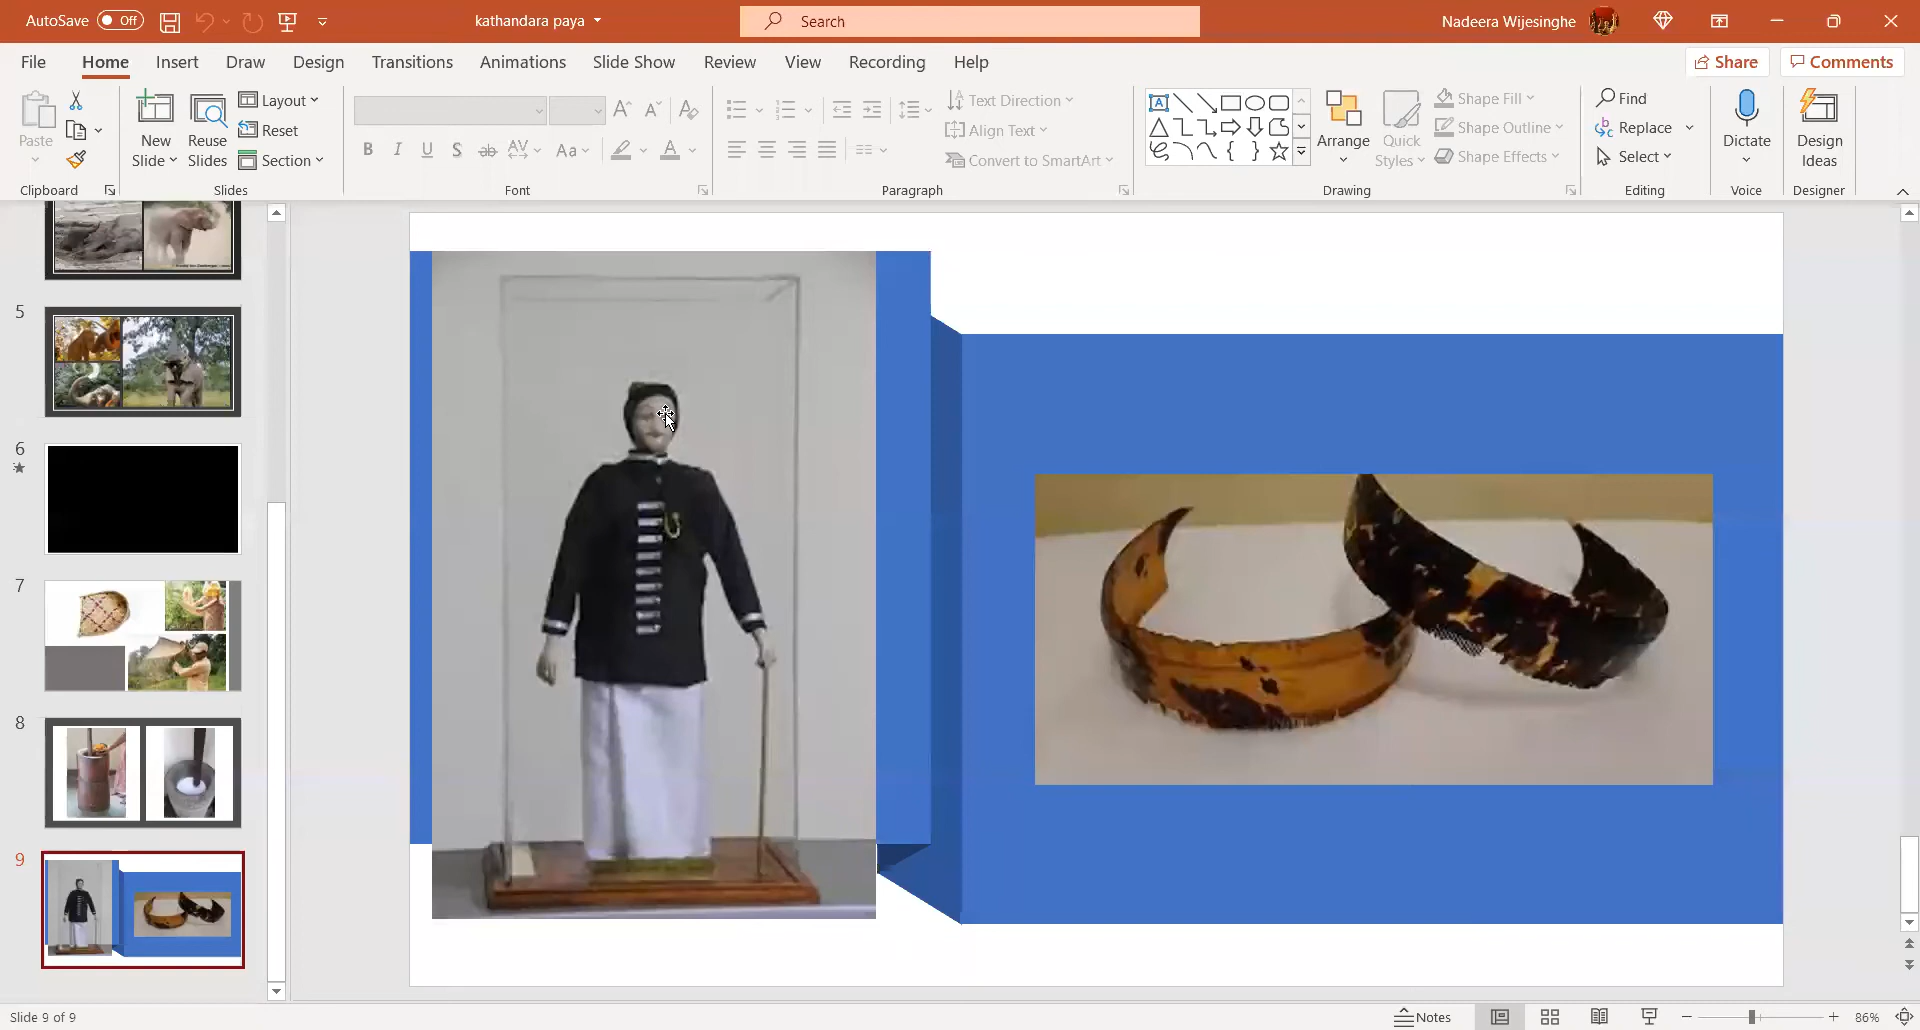 AutoSave Off kathandara paya Search Nadeera Wijesinghe
File Home Insert Draw Design Transitions Animations Slide Show Review View Recording Help Share Comments
Paste
New Slide
Reuse Slides
Layout
Reset
Section
Text Direction
Align Text
Convert to SmartArt
Arrange
Quick Styles
Shape Fill
Shape Outline
Shape Effects
Find
Replace
Select
Dictate
Design Ideas
Clipboard Slides Font Paragraph Drawing Editing Voice Designer
5
6
7
8
9
Slide 9 of 9 Notes 86%